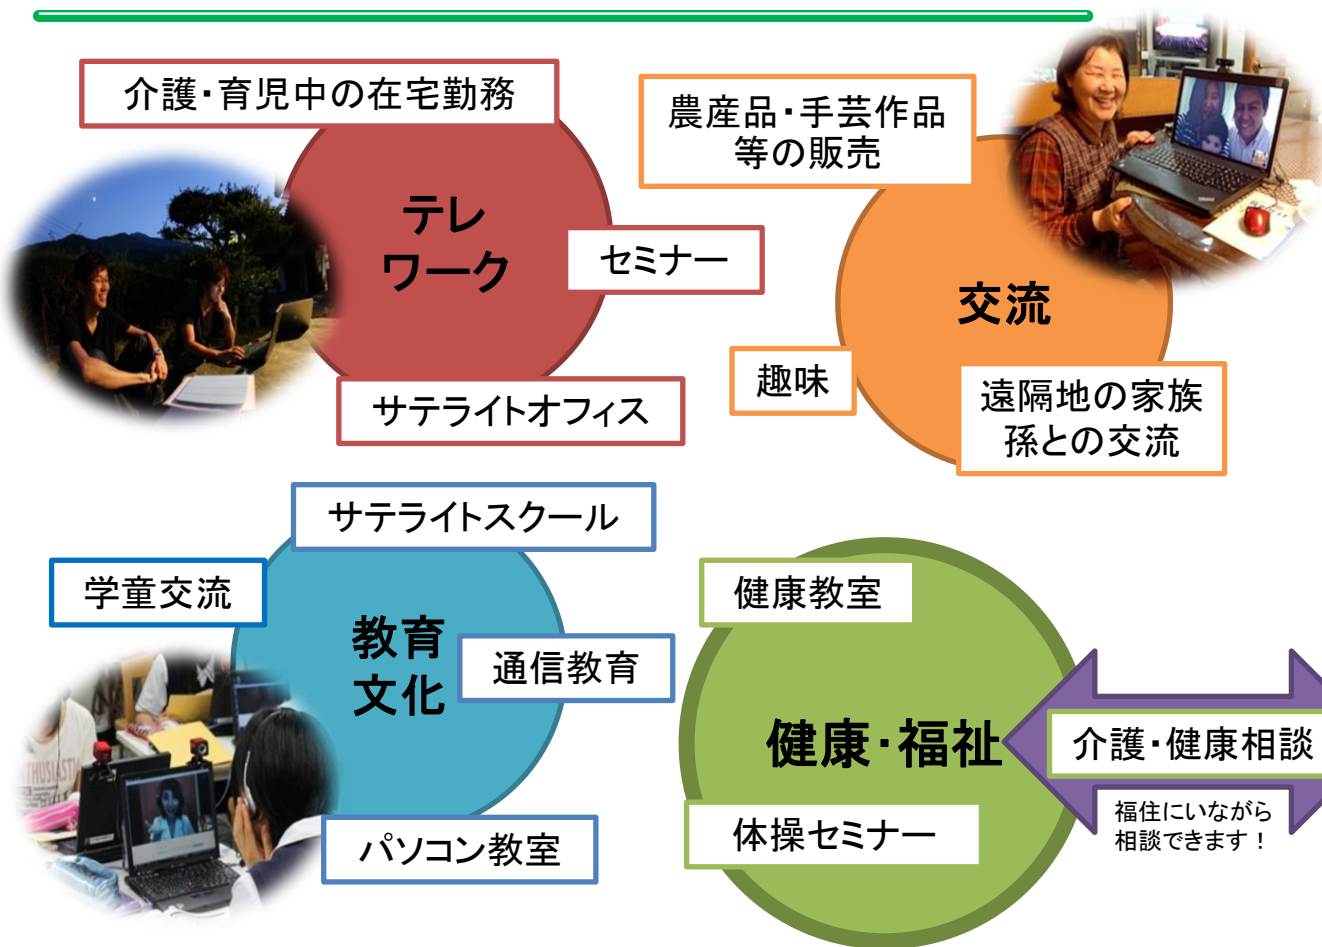 介護・育児中の在宅勤務
テレ
ワーク
セミナー
サテライトオフィス
農産品・手芸作品
等の販売
交流
趣味
遠隔地の家族
孫との交流
サテライトスクール
学童交流
教育
文化
通信教育
パソコン教室
健康教室
健康・福祉
介護・健康相談
福住にいながら
相談できます！
体操セミナー